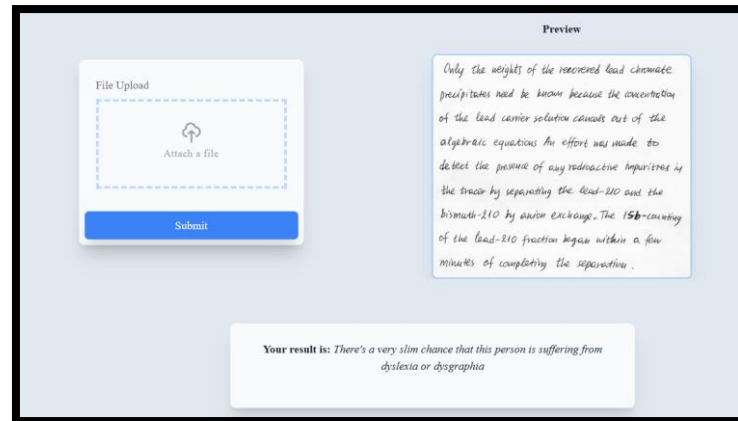 Preview
File Upload
Attach a file
Submit
Only the weights of the recovered lead chromate
precipitates need be known because the concentration
of the lead carrier solution cancels out of the
algebraic equations An effort was made to
detect the presence of any radioactive impurities in
the tracer by separating the lead-210 and the
bismuth-210 by anion exchange. The 15b-counting
of the lead-210 fraction began within a few
minutes of completing the separation.
Your result is: There's a very slim chance that this person is suffering from
dyslexia or dysgraphia